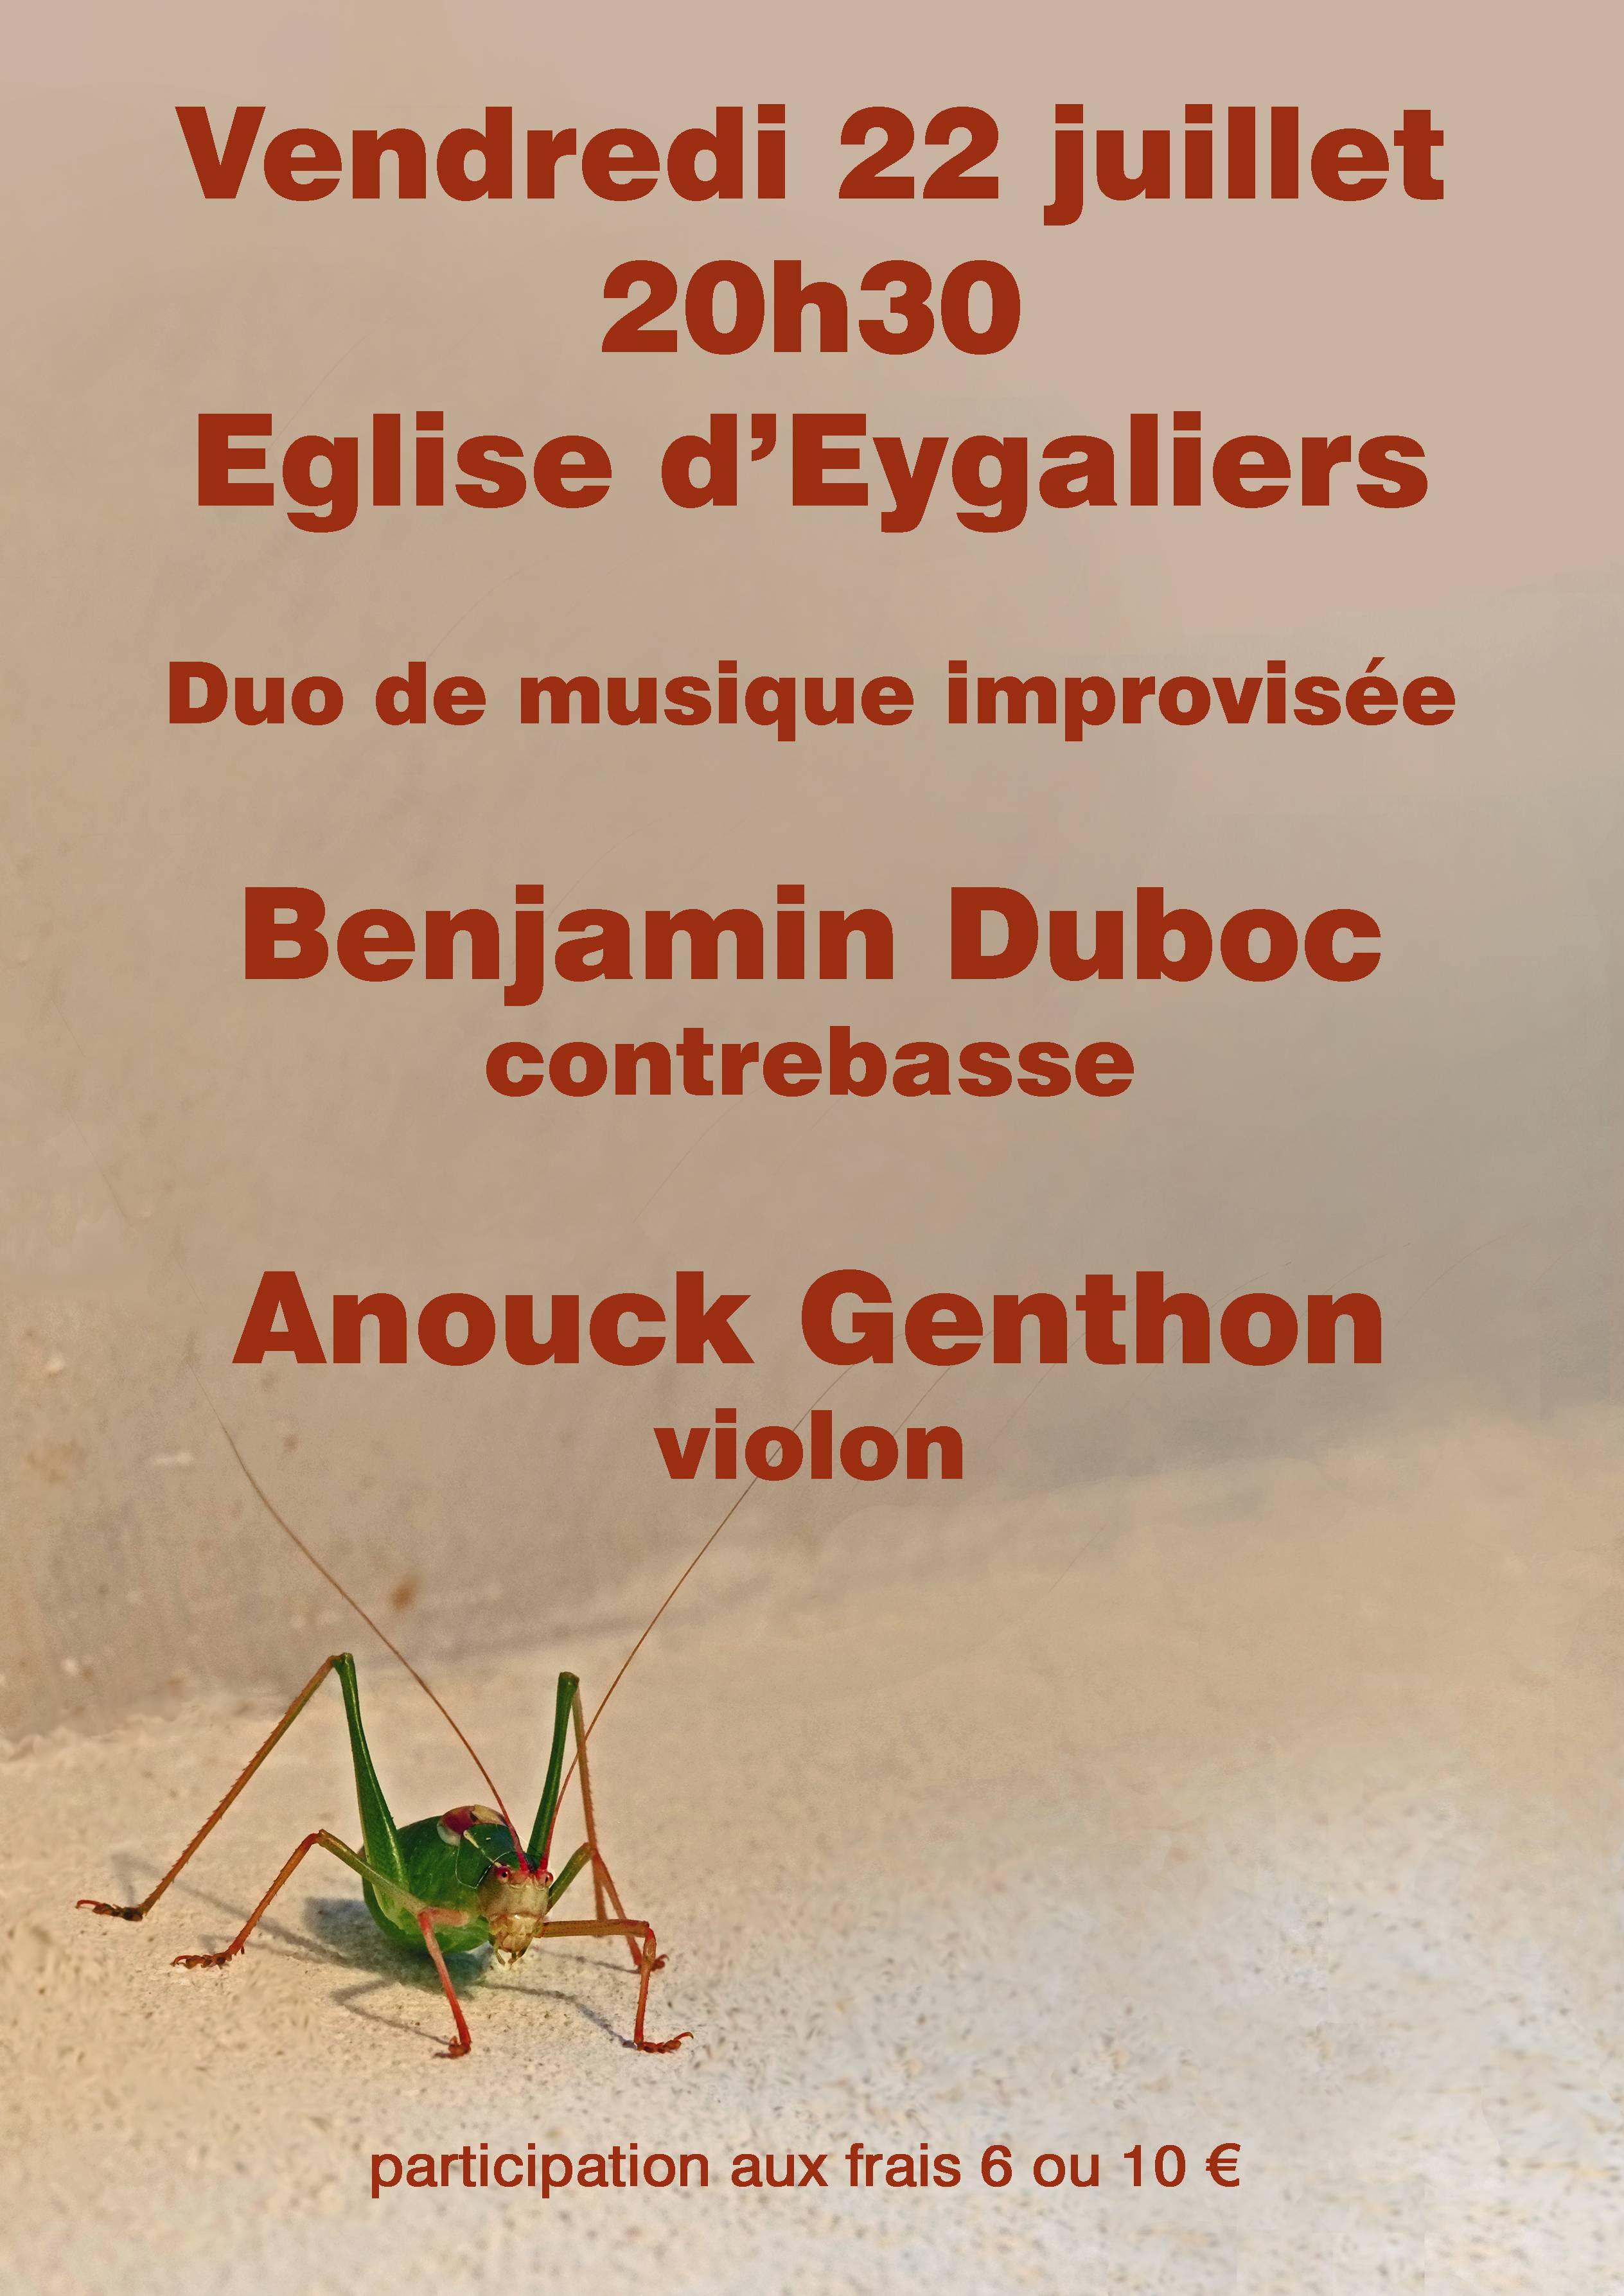 Vendredi 22 juillet
20h30
Eglise d’Eygaliers
Duo de musique improvisée
Benjamin Duboc
contrebasse
Anouck Genthon
violon
participation aux frais 6 ou 10 €